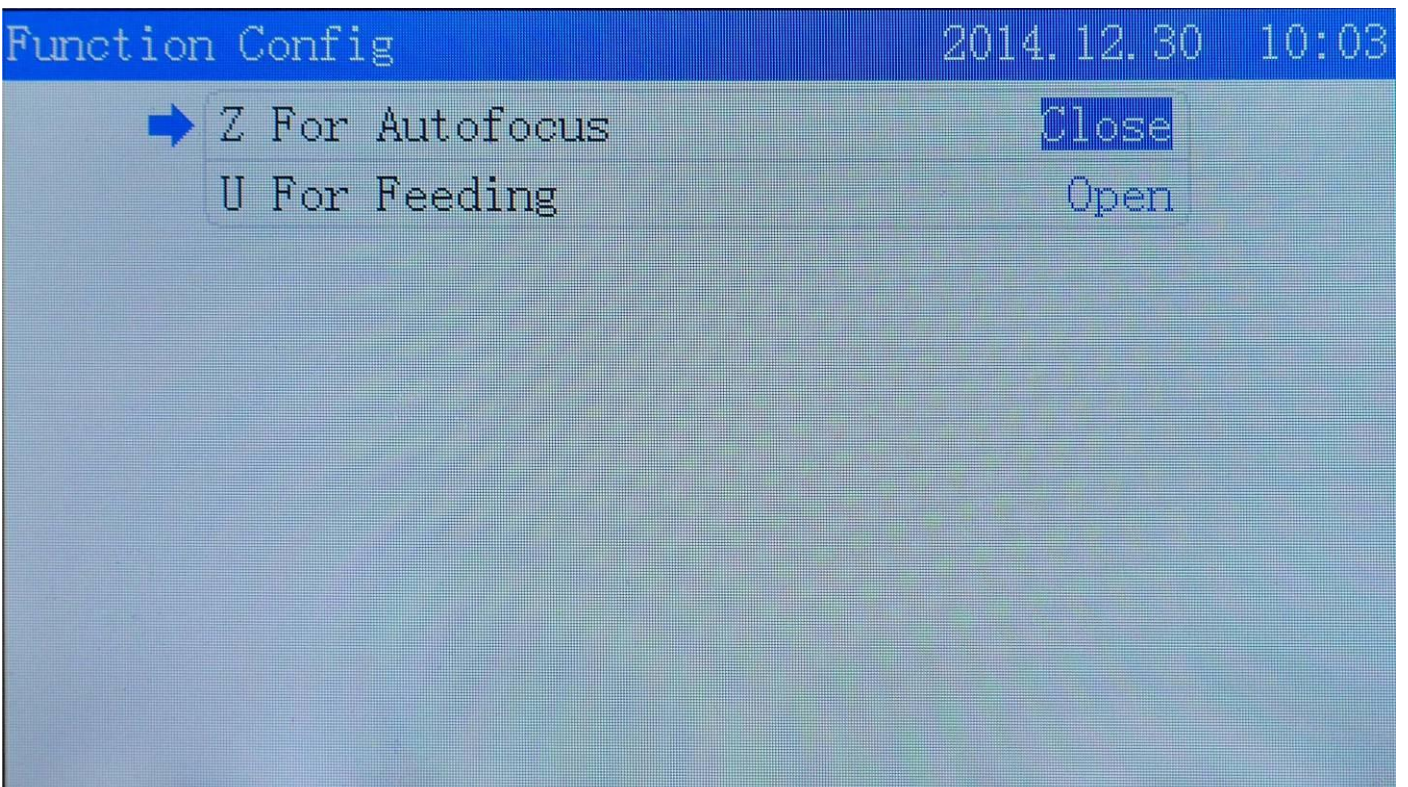 Function Config 2014.12.30 10:03
Z For Autofocus Close
U For Feeding Open